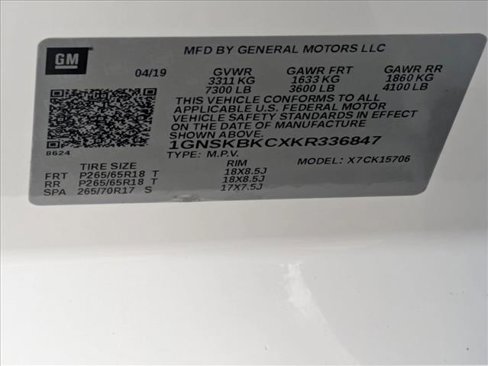 GM
MFD BY GENERAL MOTORS LLC
04/19 GVWR GAWR FRT GAWR RR
3311 KG 1633 KG 1860 KG
7300 LB 3600 LB 4100 LB
THIS VEHICLE CONFORMS TO ALL
APPLICABLE U.S. FEDERAL MOTOR
VEHICLE SAFETY STANDARDS IN EFFECT
ON THE DATE OF MANUFACTURE
SHOWN ABOVE.
8624
1GNSKBKCXKR336847
TYPE: M.P.V. MODEL: X7CK15706
TIRE SIZE RIM
FRT P265/65R18 T 18X8.5J
RR P265/65R18 T 18X8.5J
SPA 265/70R17 S 17X7.5J